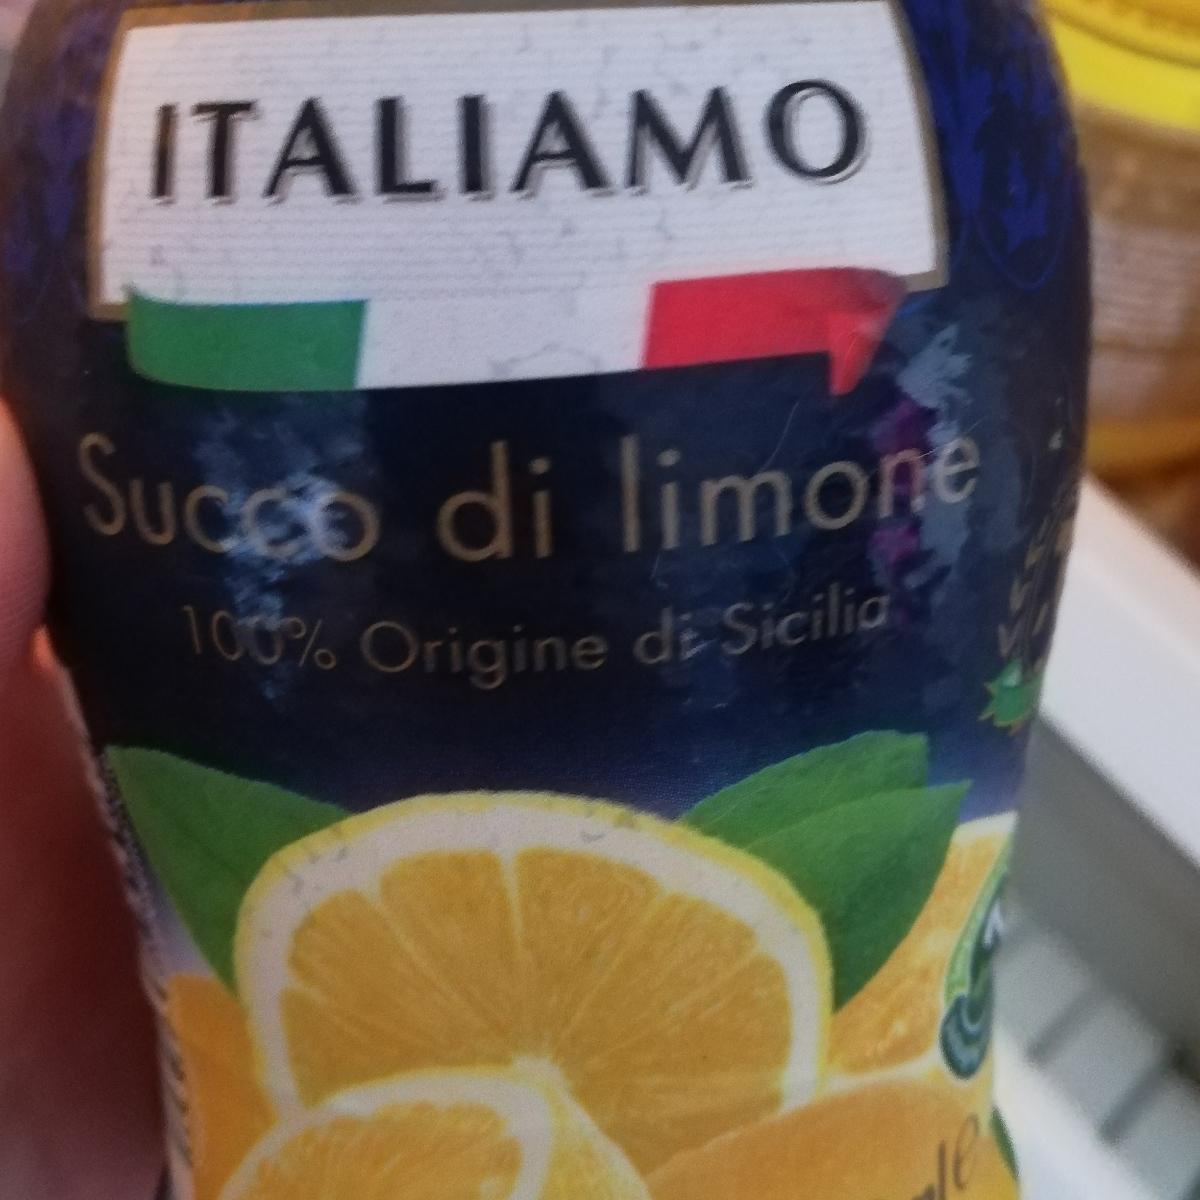 ITALIAMO
Succo di limone
100% Origine di Sicilia